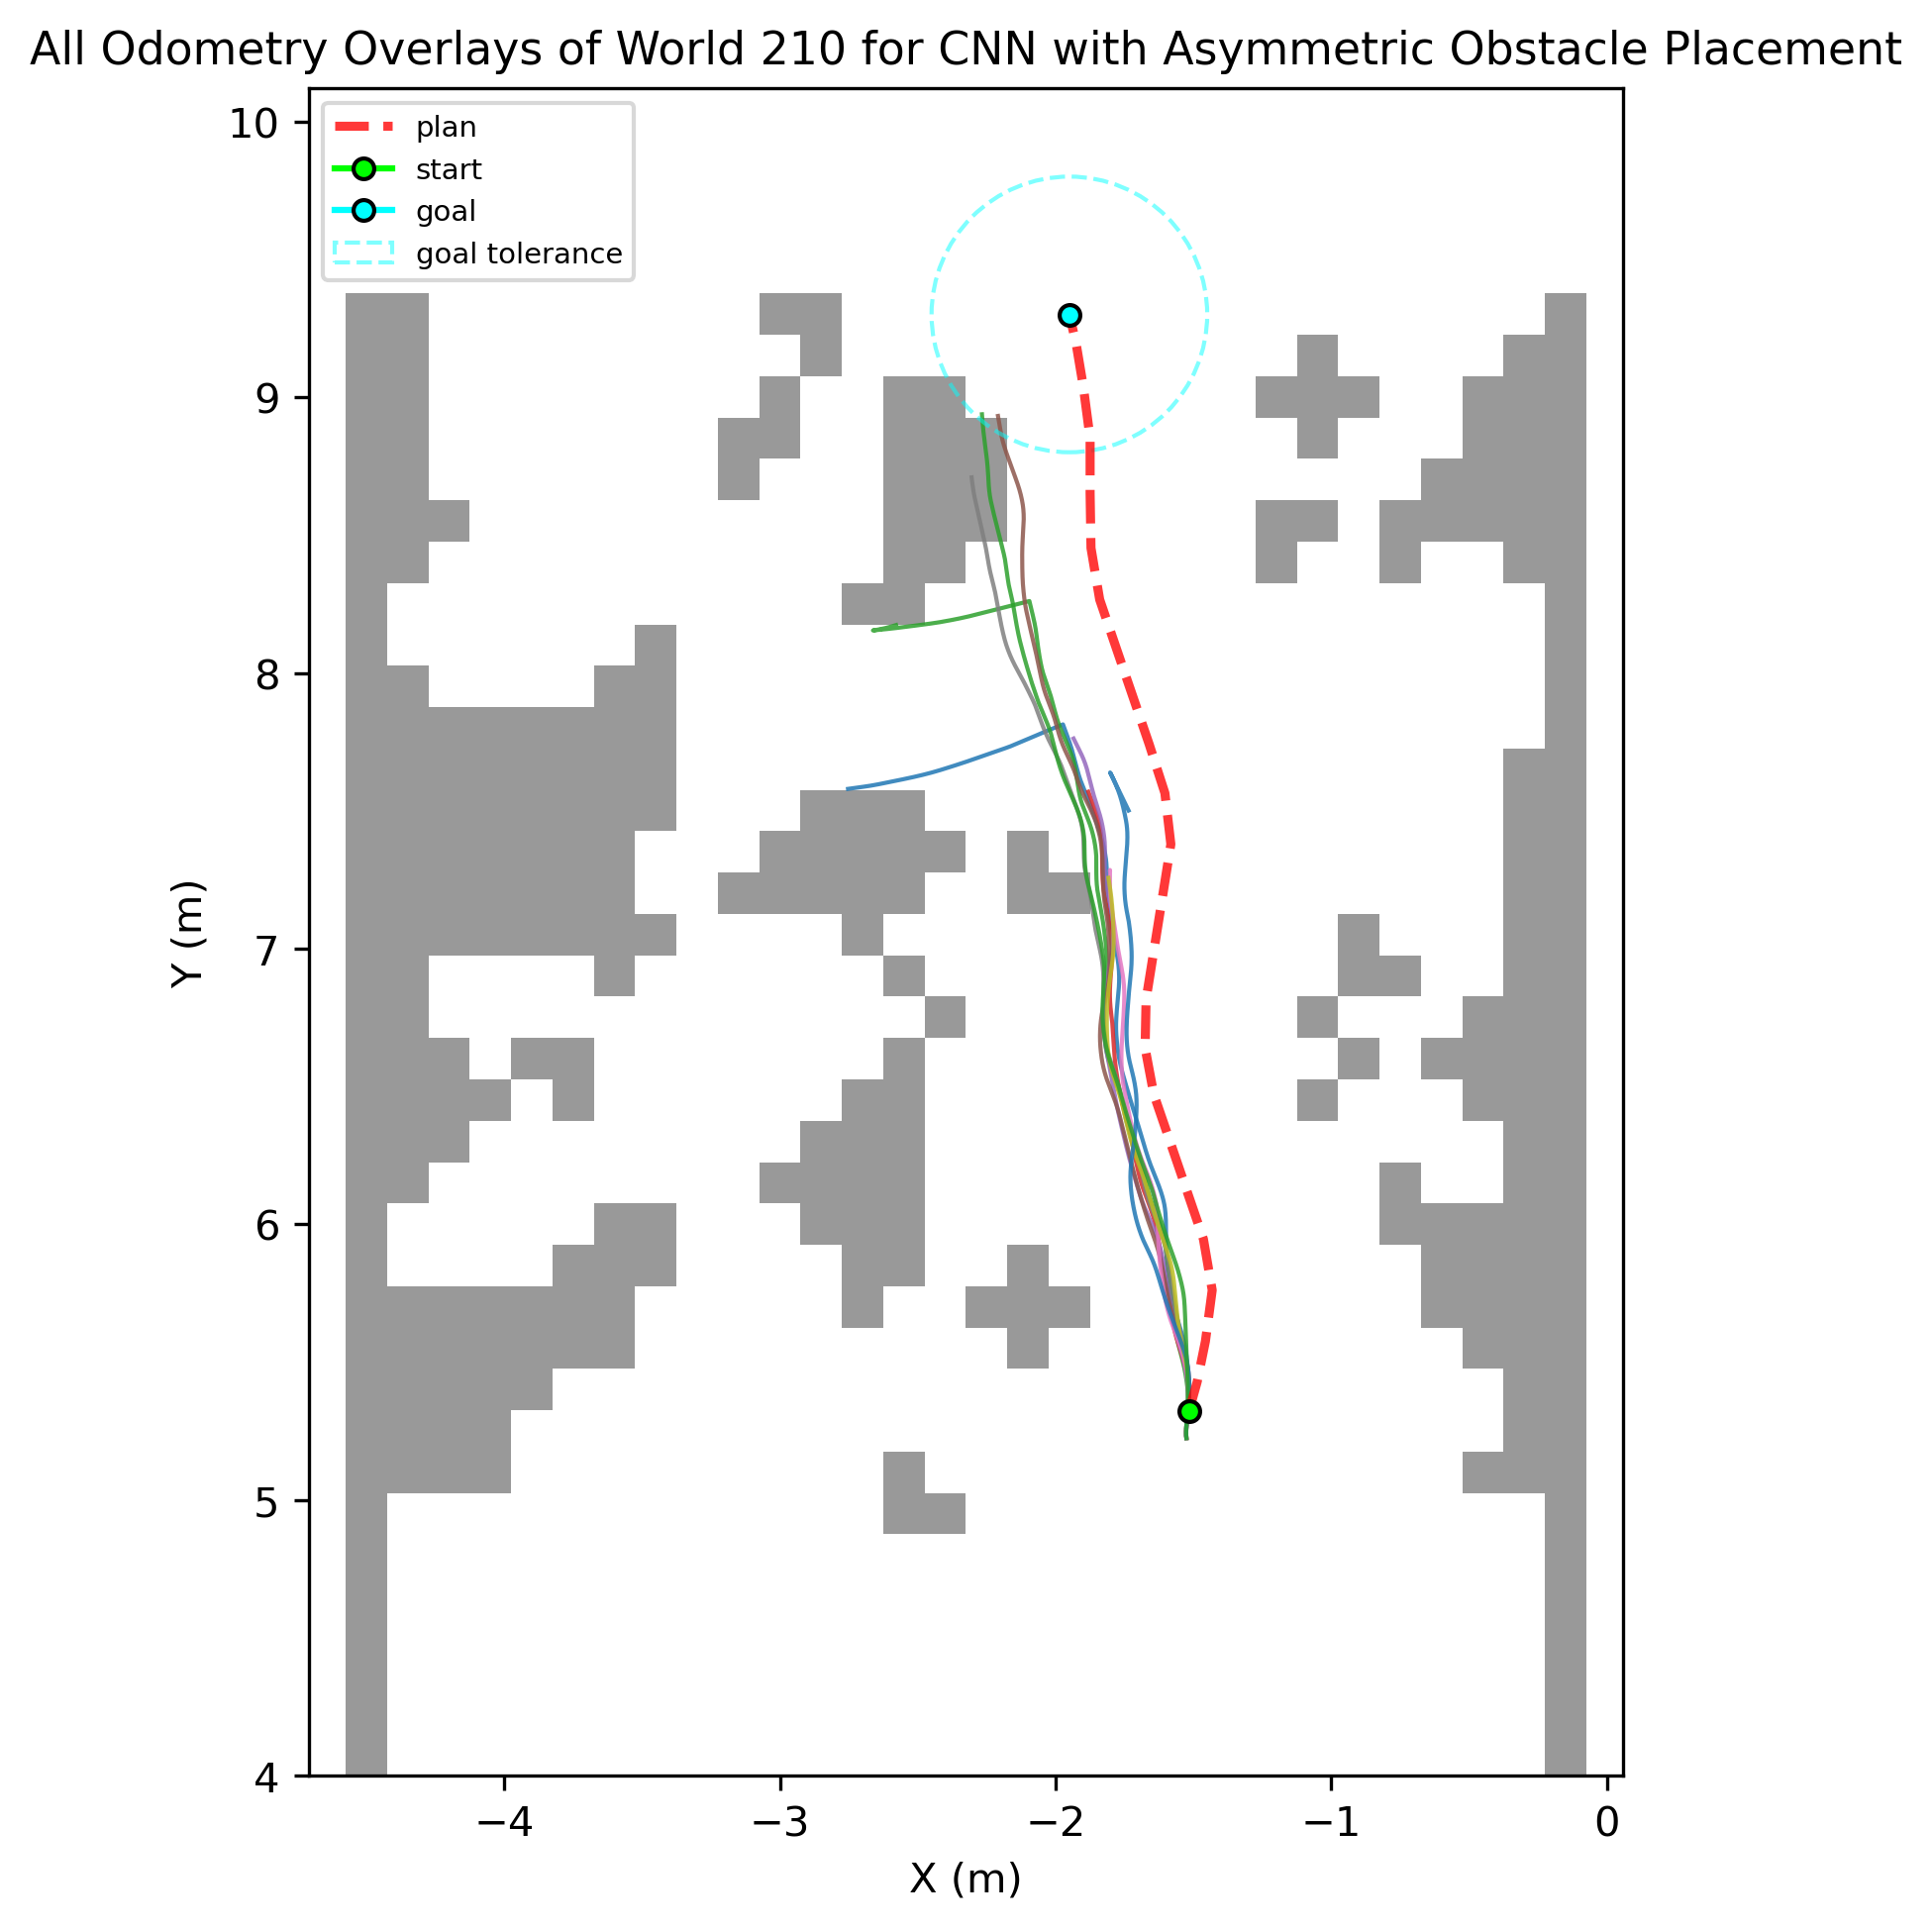 All Odometry Overlays of World 210 for CNN with Asymmetric Obstacle Placement
plan
start
goal
goal tolerance
10
9
8
7
6
5
4
Y (m)
−4
−3
−2
−1
0
X (m)